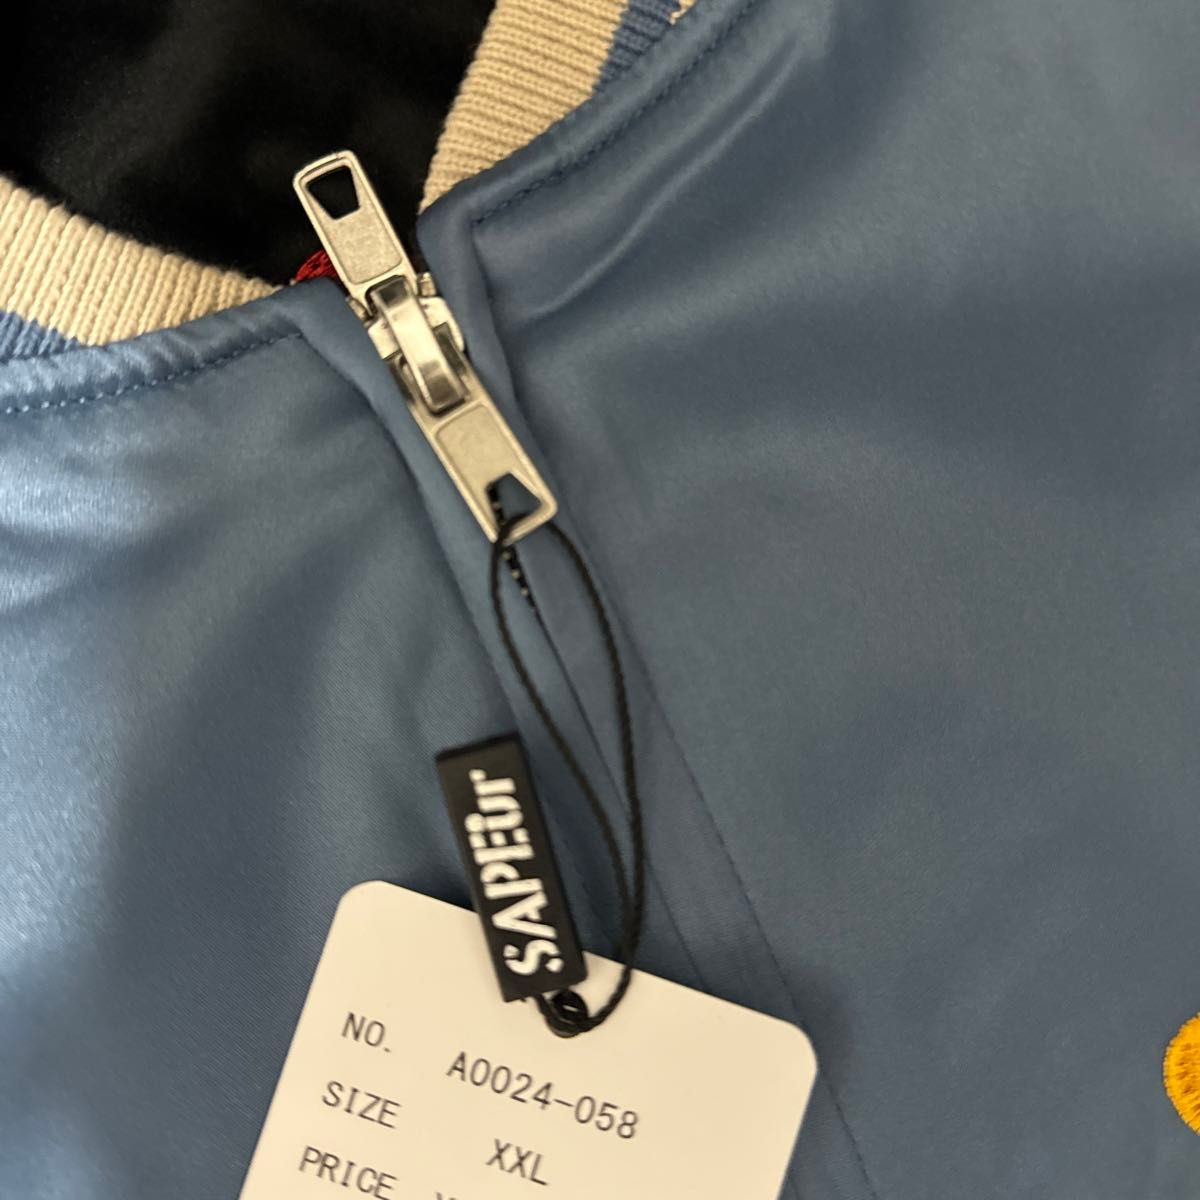 SAPEur
NO. A0024-058
SIZE XXL
PRICE